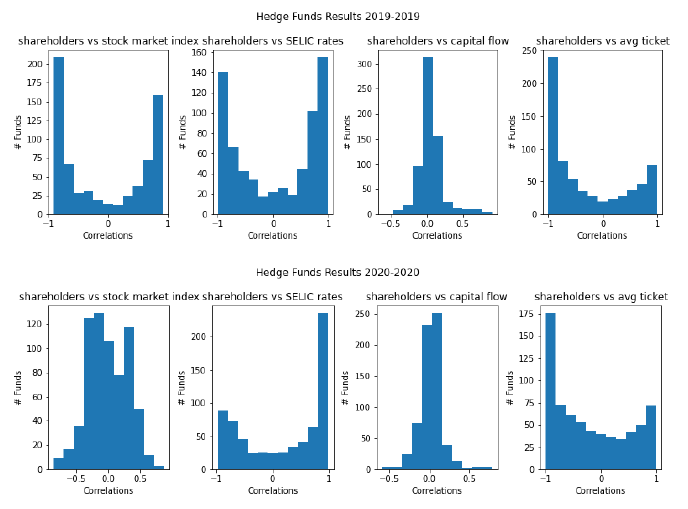 Hedge Funds Results 2019-2019
shareholders vs stock market index shareholders vs SELIC rates shareholders vs capital flow shareholders vs avg ticket
200 175 150 125 100 75 50 25 0
# Funds
−1 0 1
Correlations
160 140 120 100 80 60 40 20 0
# Funds
−1 0 1
Correlations
300 250 200 150 100 50 0
# Funds
−0.5 0.0 0.5
Correlations
250 200 150 100 50 0
# Funds
−1 0 1
Correlations
Hedge Funds Results 2020-2020
shareholders vs stock market index shareholders vs SELIC rates shareholders vs capital flow shareholders vs avg ticket
120 100 80 60 40 20 0
# Funds
−0.5 0.0 0.5
Correlations
200 150 100 50 0
# Funds
−1 0 1
Correlations
250 200 150 100 50 0
# Funds
−0.5 0.0 0.5
Correlations
175 150 125 100 75 50 25 0
# Funds
−1 0 1
Correlations